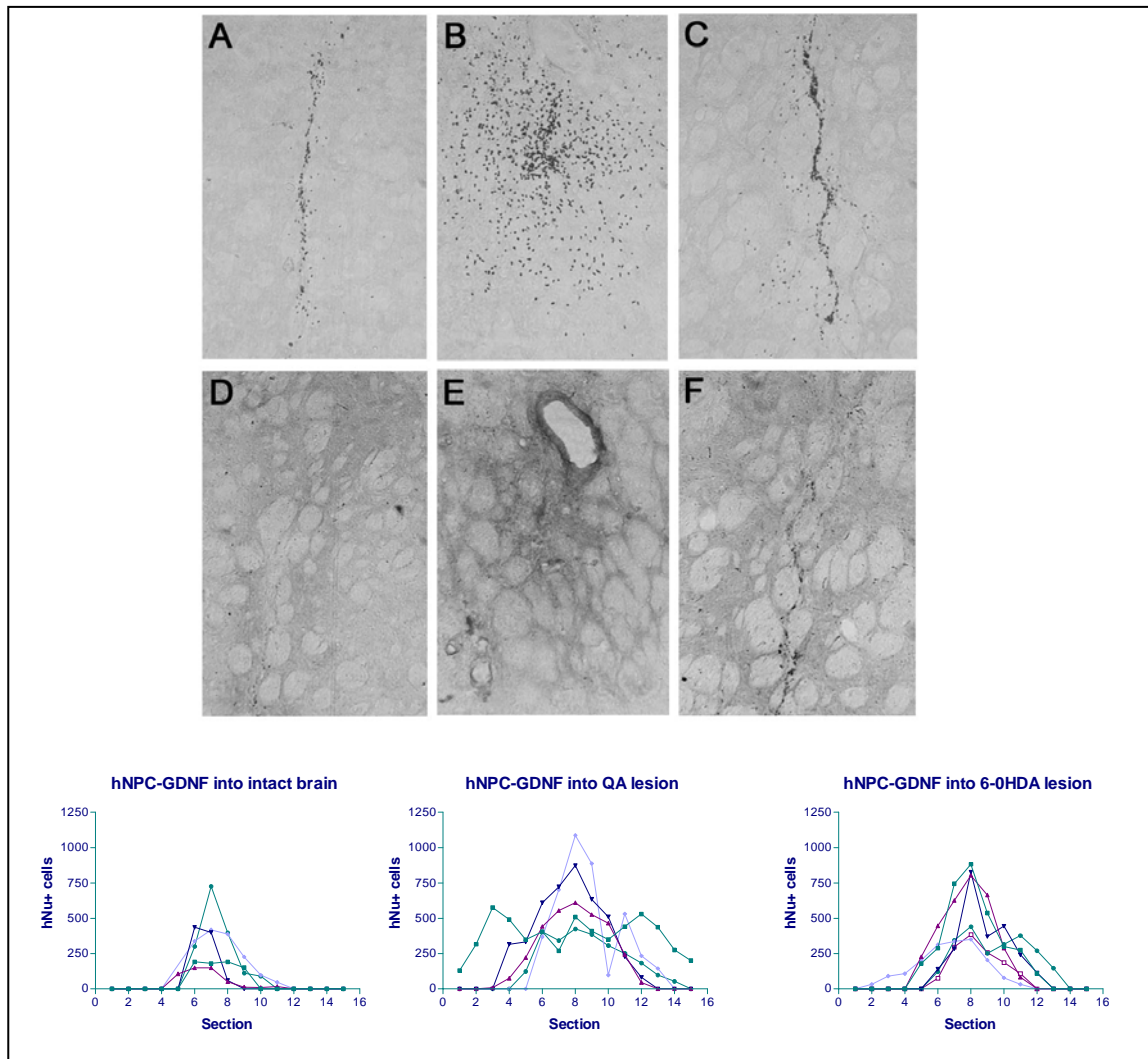 A B C
D E F
hNPC-GDNF into intact brain
hNPC-GDNF into QA lesion
hNPC-GDNF into 6-0HDA lesion
hNu+ cells
1250
1000
750
500
250
0
0 2 4 6 8 10 12 14 16
Section
hNu+ cells
1250
1000
750
500
250
0
0 2 4 6 8 10 12 14 16
Section
hNu+ cells
1250
1000
750
500
250
0
0 2 4 6 8 10 12 14 16
Section